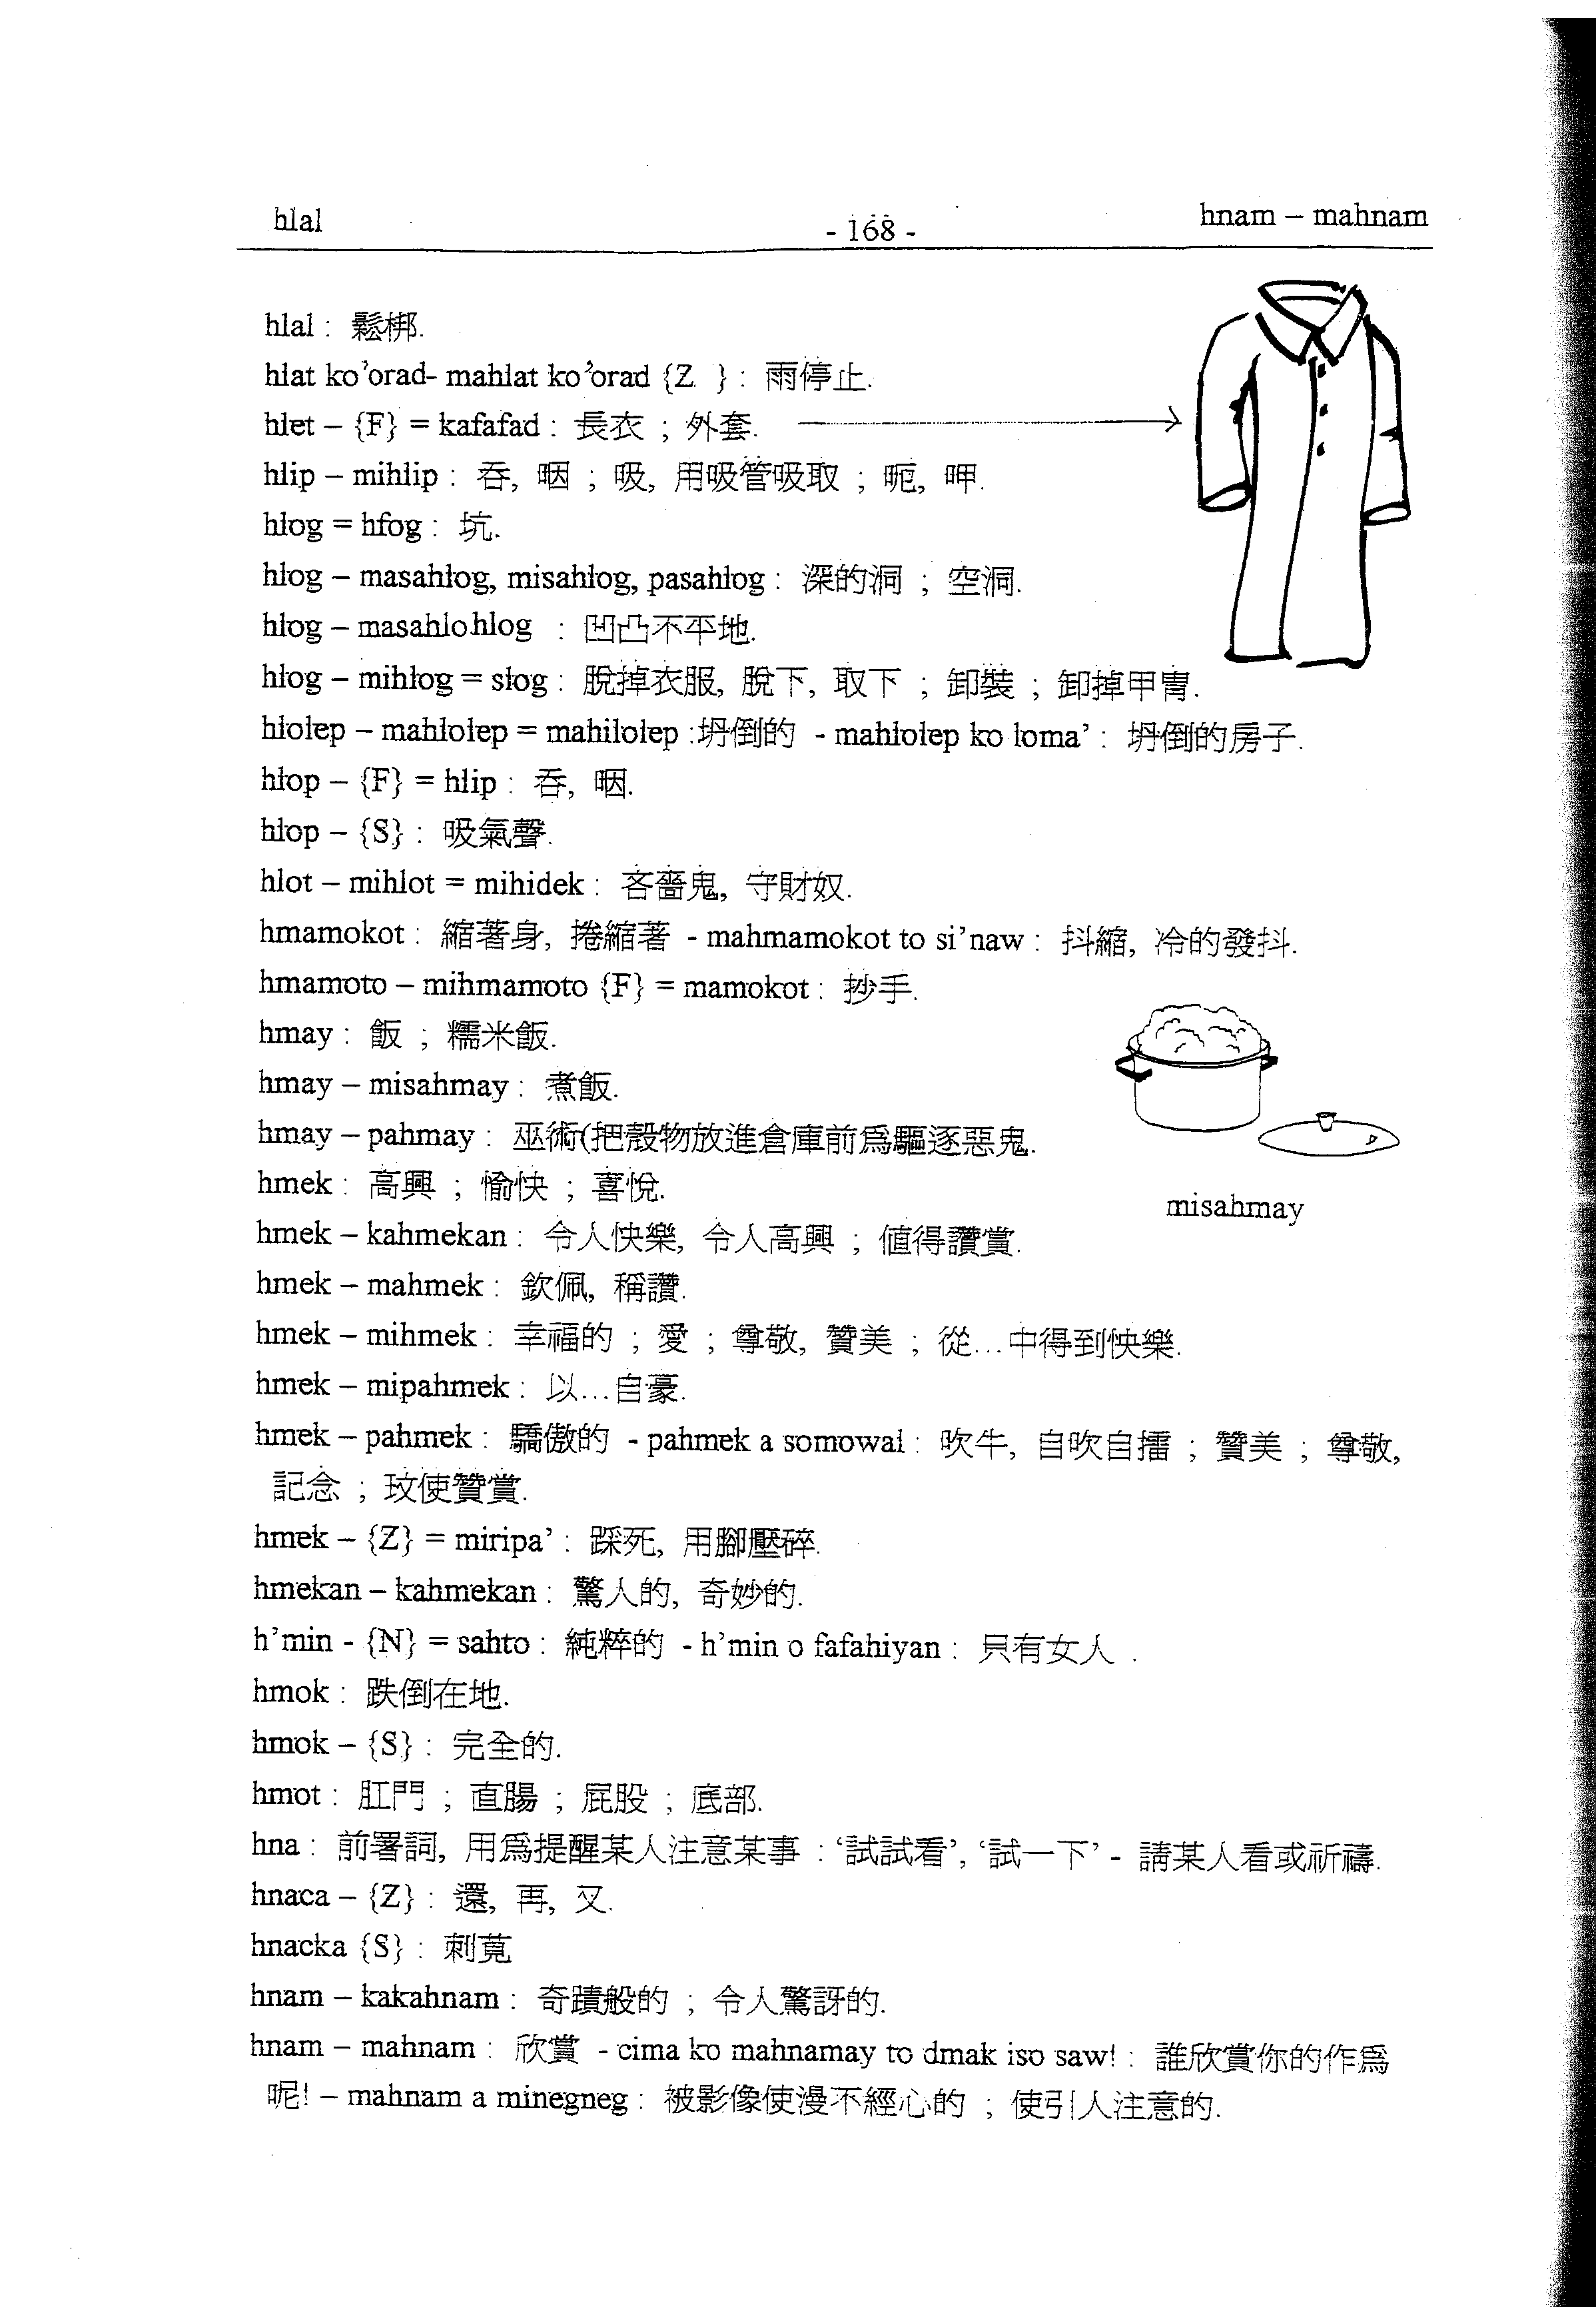 hlal - 168 - hnam – mahnam
hlal : 鬆梆.
hlat ko’orad- mahlat ko’orad {Z } : 雨停止.
hlet – {F} = kafafad : 長衣 ; 外套.
hlip – mihlip : 吞, 咽 ; 吸, 用吸管吸取 ; 呃, 呷.
hlog = hfog : 坑.
hlog – masahlog, misahlog, pasahlog : 深的洞 ; 空洞.
hlog – masahlohlog : 凹凸不平地.
hlog – mihlog = slog : 脫掉衣服, 脫下, 取下 ; 卸裝 ; 卸掉甲冑.
hlolep – mahlolep = mahilolep :坍倒的 - mahlolep ko loma’ : 坍倒的房子.
hlop – {F} = hlip : 吞, 咽.
hlop – {S} : 吸氣聲.
hlot – mihlot = mihidek : 吝嗇鬼, 守財奴.
hmamokot : 縮著身, 捲縮著 - mahmamokot to si’naw : 抖縮, 冷的發抖.
hmamoto – mihmamoto {F} = mamokot : 抄手.
hmay : 飯 ; 糯米飯.
hmay – misahmay : 煮飯.
hmay – pahmay : 巫術(把穀物放進倉庫前爲驅逐惡鬼.
hmek : 高興 ; 愉快 ; 喜悅.
misahmay
hmek – kahmekan : 令人快樂, 令人高興 ; 値得讚賞.
hmek – mahmek : 欽佩, 稱讚.
hmek – mihmek : 幸福的 ; 愛 ; 尊敬, 贊美 ; 從…中得到快樂.
hmek – mipahmek : 以…自豪.
hmek – pahmek : 驕傲的 - pahmek a somowal : 吹牛, 自吹自擂 ; 贊美 ; 尊敬,
記念 ; 玫使贊賞.
hmek – {Z} = miripa’ : 踩死, 用腳壓碎.
hmekan – kahmekan : 驚人的, 奇妙的.
h’min - {N} = sahto : 純粹的 - h’min o fafahiyan : 只有女人 .
hmok : 跌倒在地.
hmok – {S} : 完全的.
hmot : 肛門 ; 直腸 ; 屁股 ; 底部.
hna : 前署詞, 用爲提醒某人注意某事 : ‘試試看’, ‘試一下’ - 請某人看或祈禱.
hnaca – {Z} : 還, 再, 又.
hnacka {S} : 刺莧
hnam – kakahnam : 奇蹟般的 ; 令人驚訝的.
hnam – mahnam : 欣賞 - cima ko mahnamay to dmak iso saw! : 誰欣賞你的作爲
呢! – mahnam a minegneg : 被影像使漫不經心的 ; 使引人注意的.